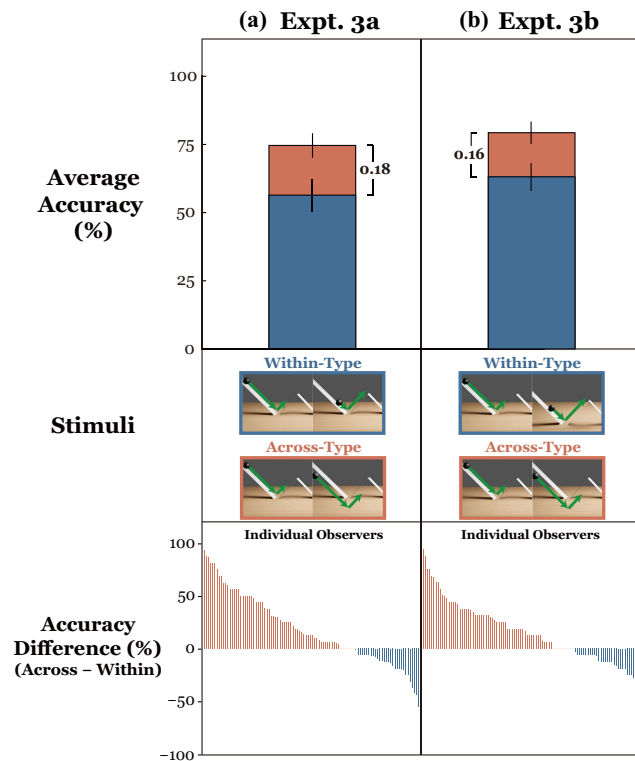 (a) Expt. 3a
(b) Expt. 3b
Average
Accuracy
(%)
100
75
50
25
0
0.18
0.16
Stimuli
Within-Type
Across-Type
Within-Type
Across-Type
Individual Observers
Individual Observers
Accuracy
Difference (%)
(Across – Within)
100
50
0
−50
−100